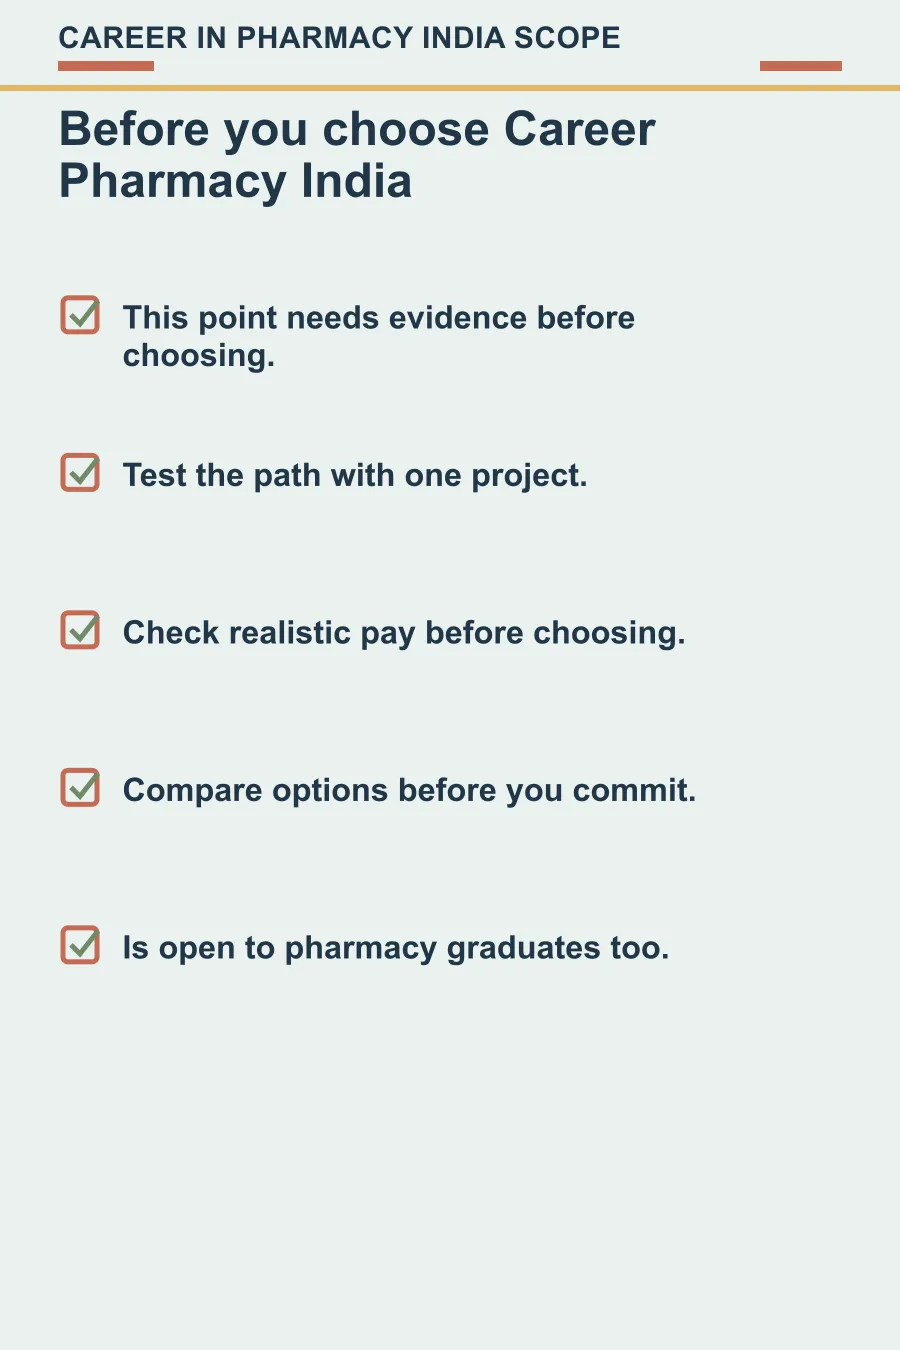 CAREER IN PHARMACY INDIA SCOPE
Before you choose Career
Pharmacy India
This point needs evidence before
choosing.
Test the path with one project.
Check realistic pay before choosing.
Compare options before you commit.
Is open to pharmacy graduates too.